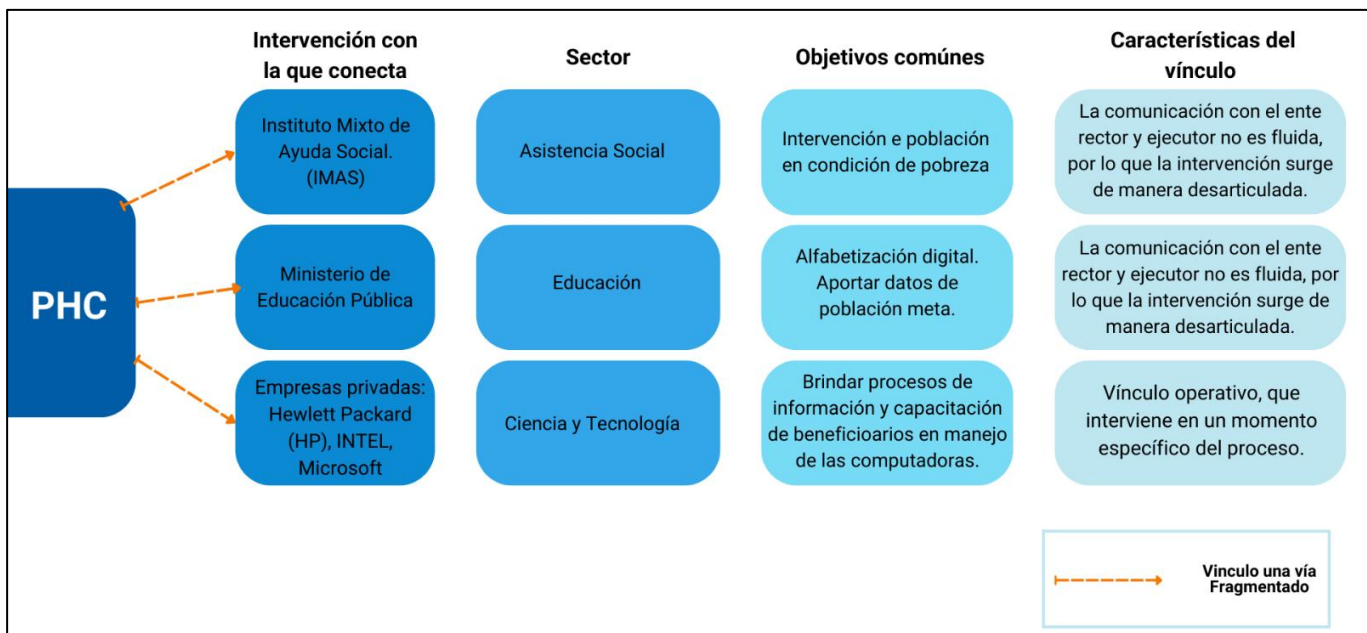 Intervención con
la que conecta
Sector
Objetivos comúnes
Características del
vínculo
PHC
Instituto Mixto de
Ayuda Social.
(IMAS)
Asistencia Social
Intervención e población
en condición de pobreza
La comunicación con el ente
rector y ejecutor no es fluida,
por lo que la intervención surge
de manera desarticulada.
Ministerio de
Educación Pública
Educación
Alfabetización digital.
Aportar datos de
población meta.
La comunicación con el ente
rector y ejecutor no es fluida, por
lo que la intervención surge de
manera desarticulada.
Empresas privadas:
Hewlett Packard
(HP), INTEL,
Microsoft
Ciencia y Tecnología
Brindar procesos de
información y capacitación
de beneficioarios en manejo
de las computadoras.
Vínculo operativo, que
interviene en un momento
específico del proceso.
Vinculo una vía
Fragmentado